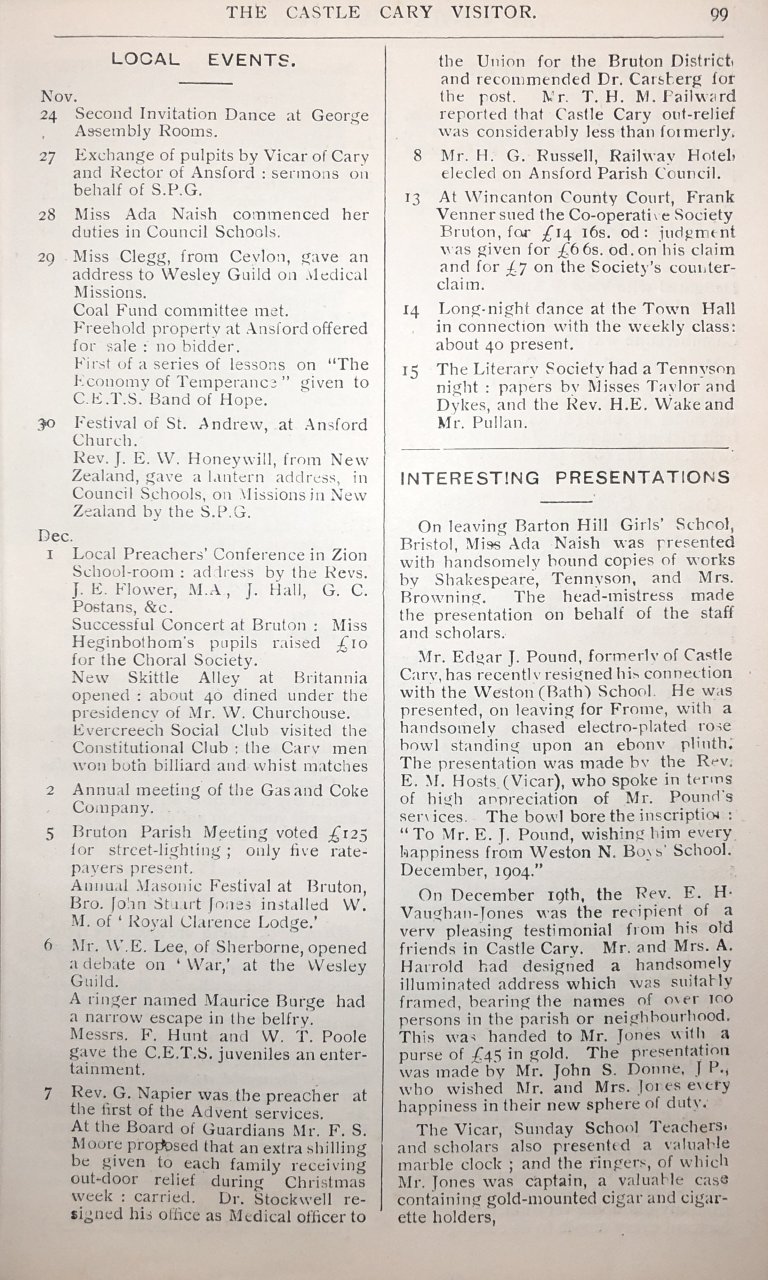 THE CASTLE CARY VISITOR. 99
LOCAL EVENTS.
Nov.
24 Second Invitation Dance at George
Assembly Rooms.
27 Exchange of pulpits by Vicar of Cary
and Rector of Ansford : sermons on
behalf of S.P.G.
28 Miss Ada Naish commenced her
duties in Council Schools.
29 Miss Clegg, from Ceylon, gave an
address to Wesley Guild on Medical
Missions.
Coal Fund committee met.
Freehold property at Ansford offered
for sale : no bidder.
First of a series of lessons on “The
Economy of Temperance” given to
C.E.T.S. Band of Hope.
30 Festival of St. Andrew, at Ansford
Church.
Rev. J. E. W. Honeywill, from New
Zealand, gave a lantern address, in
Council Schools, on Missions in New
Zealand by the S.P.G.
Dec.
1 Local Preachers’ Conference in Zion
School-room : address by the Revs.
J. E. Flower, M.A, J. Hall, G. C.
Postans, &c.
Successful Concert at Bruton : Miss
Heginbothom's pupils raised £10
for the Choral Society.
New Skittle Alley at Britannia
opened : about 40 dined under the
presidency of Mr. W. Churchouse.
Evercreech Social Club visited the
Constitutional Club : the Cary men
won both billiard and whist matches
2 Annual meeting of the Gas and Coke
Company.
5 Bruton Parish Meeting voted £125
for street-lighting ; only five rate-
payers present.
Annual Masonic Festival at Bruton,
Bro. John Stuart Jones installed W.
M. of ‘ Royal Clarence Lodge.’
6 Mr. W.E. Lee, of Sherborne, opened
a debate on ‘ War,’ at the Wesley
Guild.
A ringer named Maurice Burge had
a narrow escape in the belfry.
Messrs. F. Hunt and W. T. Poole
gave the C.E.T.S. juveniles an enter-
tainment.
7 Rev. G. Napier was the preacher at
the first of the Advent services.
At the Board of Guardians Mr. F. S.
Moore proposed that an extra shilling
be given to each family receiving
out-door relief during Christmas
week : carried. Dr. Stockwell re-
signed his office as Medical officer to
the Union for the Bruton District,
and recommended Dr. Carsberg for
the post. Mr. T. H. M. Bailward
reported that Castle Cary out-relief
was considerably less than formerly.
8 Mr. H. G. Russell, Railway Hotel,
elected on Ansford Parish Council.
13 At Wincanton County Court, Frank
Venner sued the Co-operative Society
Bruton, for £14 16s. od : judgment
was given for £6 6s. od. on his claim
and for £7 on the Society's counter-
claim.
14 Long-night dance at the Town Hall
in connection with the weekly class:
about 40 present.
15 The Literary Society had a Tennyson
night : papers by Misses Taylor and
Dykes, and the Rev. H.E. Wake and
Mr. Pullan.
INTERESTING PRESENTATIONS
On leaving Barton Hill Girls’ School,
Bristol, Miss Ada Naish was presented
with handsomely bound copies of works
by Shakespeare, Tennyson, and Mrs.
Browning. The head-mistress made
the presentation on behalf of the staff
and scholars.
Mr. Edgar J. Pound, formerly of Castle
Cary, has recently resigned his connection
with the Weston (Bath) School. He was
presented, on leaving for Frome, with a
handsomely chased electro-plated rose
bowl standing upon an ebony plinth.
The presentation was made by the Rev.
E. M. Hosts (Vicar), who spoke in terms
of high appreciation of Mr. Pound's
services. The bowl bore the inscription :
“ To Mr. E. J. Pound, wishing him every
happiness from Weston N. Boys’ School.
December, 1904.”
On December 19th, the Rev. E. H.
Vaughan-Jones was the recipient of a
very pleasing testimonial from his old
friends in Castle Cary. Mr. and Mrs. A.
Harrold had designed a handsomely
illuminated address which was suitably
framed, bearing the names of over 100
persons in the parish or neighbourhood.
This was handed to Mr. Jones with a
purse of £45 in gold. The presentation
was made by Mr. John S. Donne, J P.,
who wished Mr. and Mrs. Jones every
happiness in their new sphere of duty.
The Vicar, Sunday School Teachers,
and scholars also presented a valuable
marble clock ; and the ringers, of which
Mr. Jones was captain, a valuable case
containing gold-mounted cigar and cigar-
ette holders,